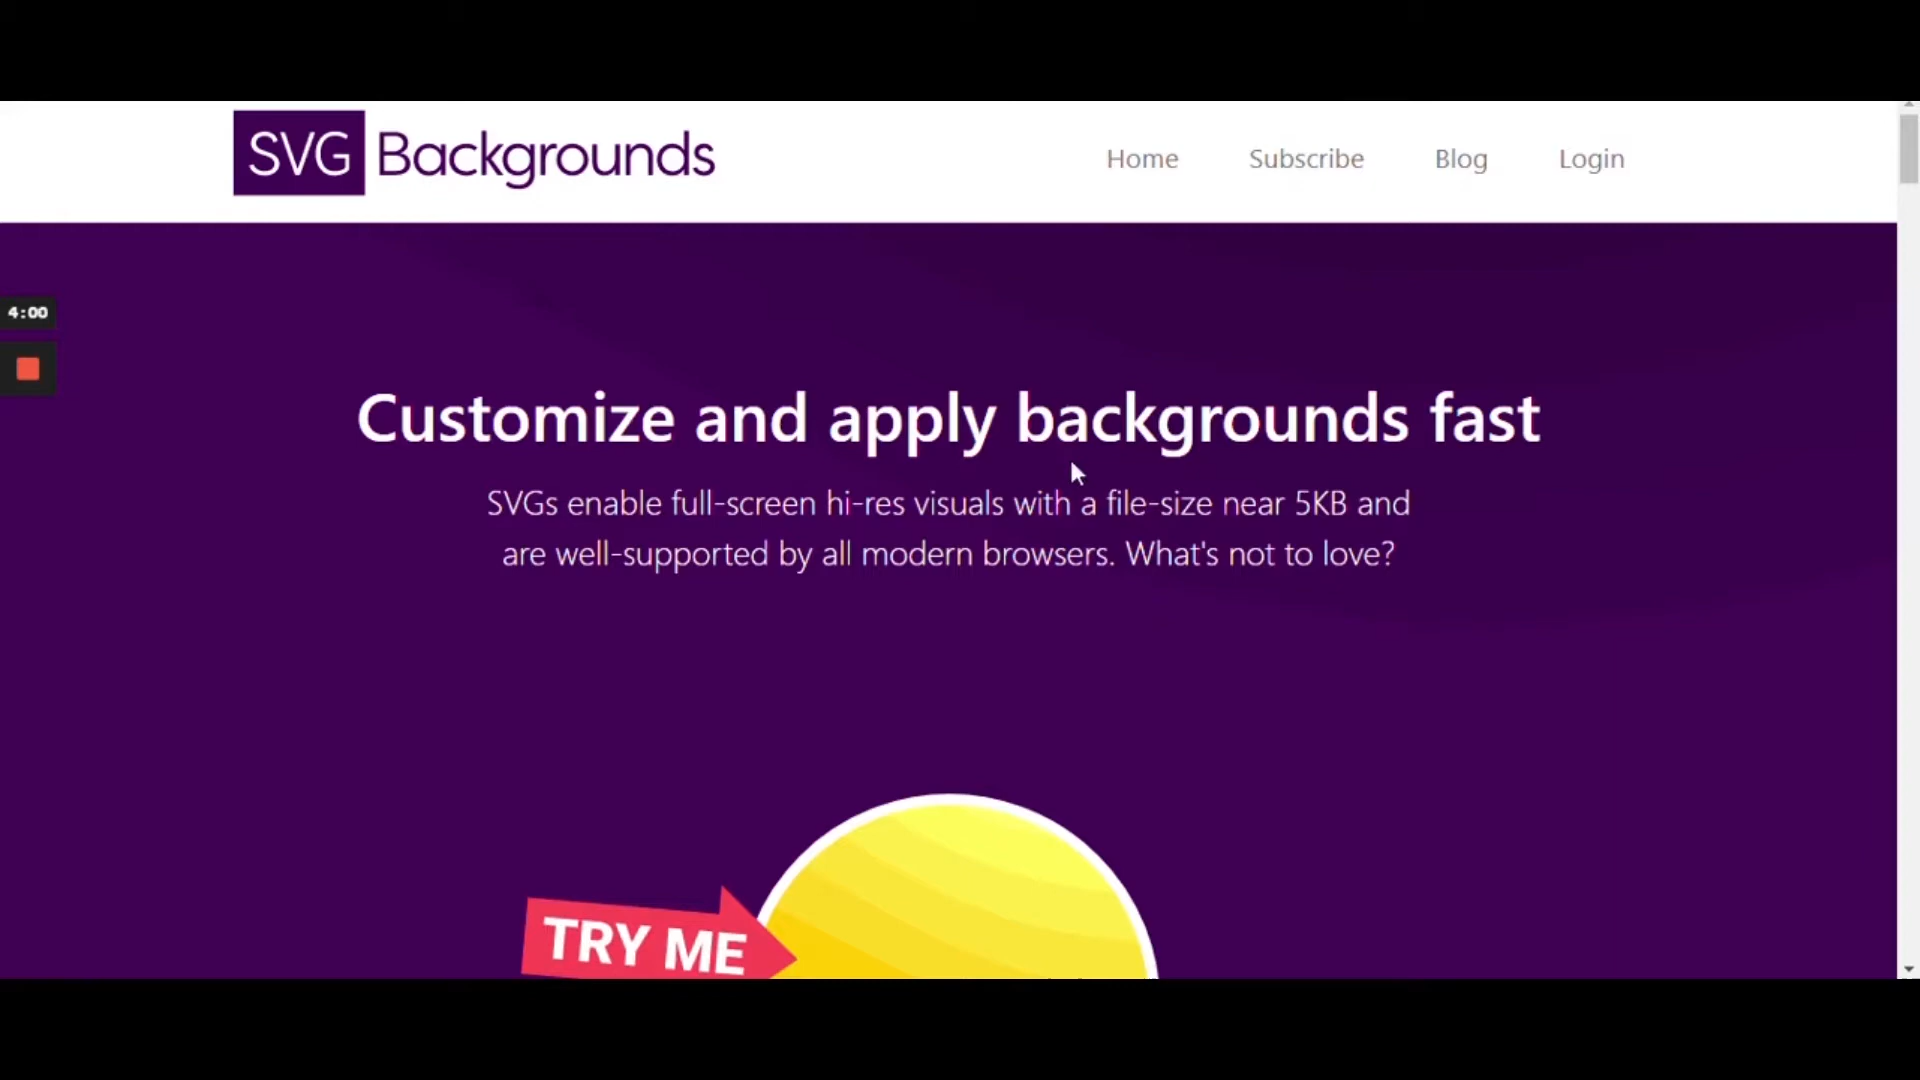 SVG Backgrounds
Home Subscribe Blog Login
4:00
Customize and apply backgrounds fast
SVGs enable full-screen hi-res visuals with a file-size near 5KB and
are well-supported by all modern browsers. What's not to love?
TRY ME